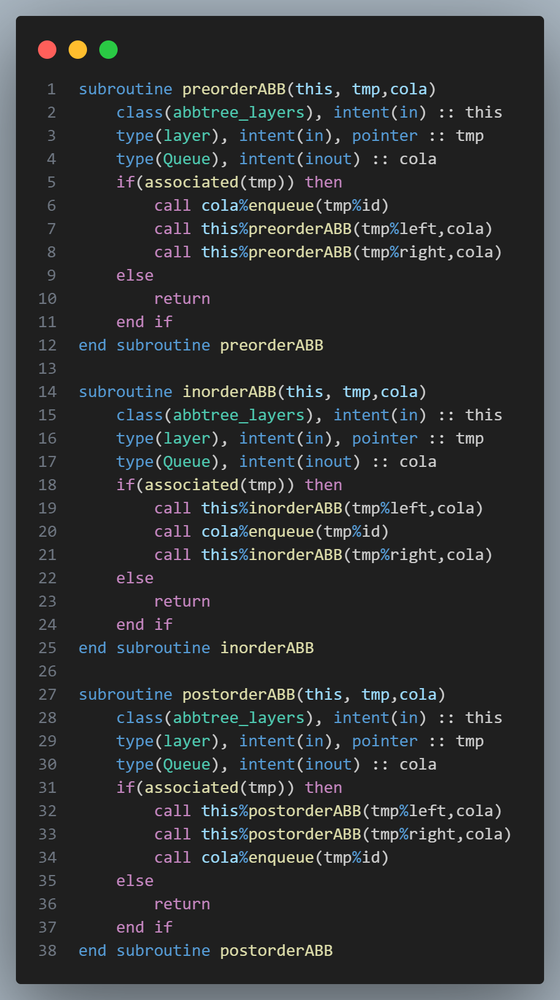 1 subroutine preorderABB(this, tmp,cola)
2     class(abbtree_layers), intent(in) :: this
3     type(layer), intent(in), pointer :: tmp
4     type(Queue), intent(inout) :: cola
5     if(associated(tmp)) then
6         call cola%enqueue(tmp%id)
7         call this%preorderABB(tmp%left,cola)
8         call this%preorderABB(tmp%right,cola)
9     else
10         return
11     end if
12 end subroutine preorderABB
13
14 subroutine inorderABB(this, tmp,cola)
15     class(abbtree_layers), intent(in) :: this
16     type(layer), intent(in), pointer :: tmp
17     type(Queue), intent(inout) :: cola
18     if(associated(tmp)) then
19         call this%inorderABB(tmp%left,cola)
20         call cola%enqueue(tmp%id)
21         call this%inorderABB(tmp%right,cola)
22     else
23         return
24     end if
25 end subroutine inorderABB
26
27 subroutine postorderABB(this, tmp,cola)
28     class(abbtree_layers), intent(in) :: this
29     type(layer), intent(in), pointer :: tmp
30     type(Queue), intent(inout) :: cola
31     if(associated(tmp)) then
32         call this%postorderABB(tmp%left,cola)
33         call this%postorderABB(tmp%right,cola)
34         call cola%enqueue(tmp%id)
35     else
36         return
37     end if
38 end subroutine postorderABB